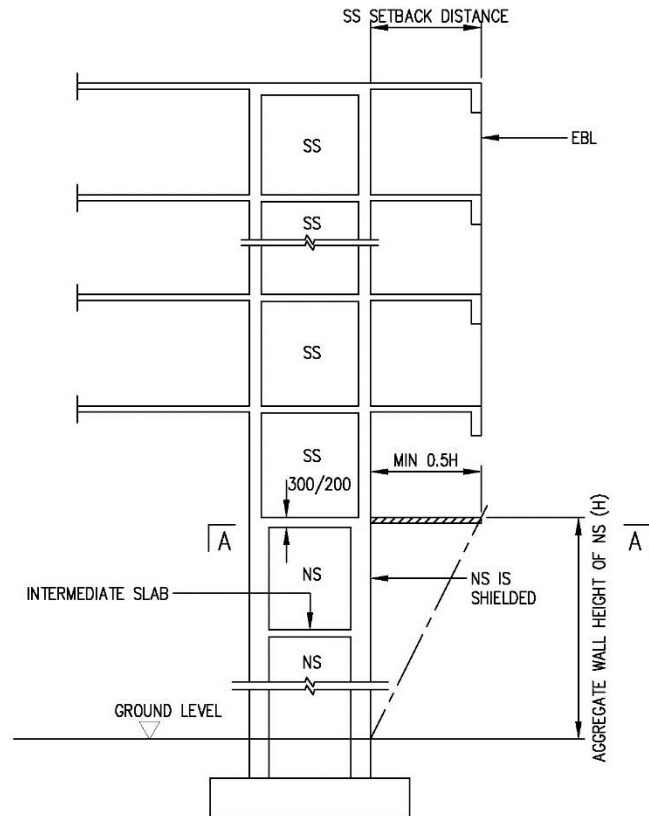 SS SETBACK DISTANCE
SS
EBL
SS
SS
SS
MIN 0.5H
300/200
A
A
NS
NS IS
SHIELDED
INTERMEDIATE SLAB
NS
GROUND LEVEL
AGGREGATE WALL HEIGHT OF NS (H)